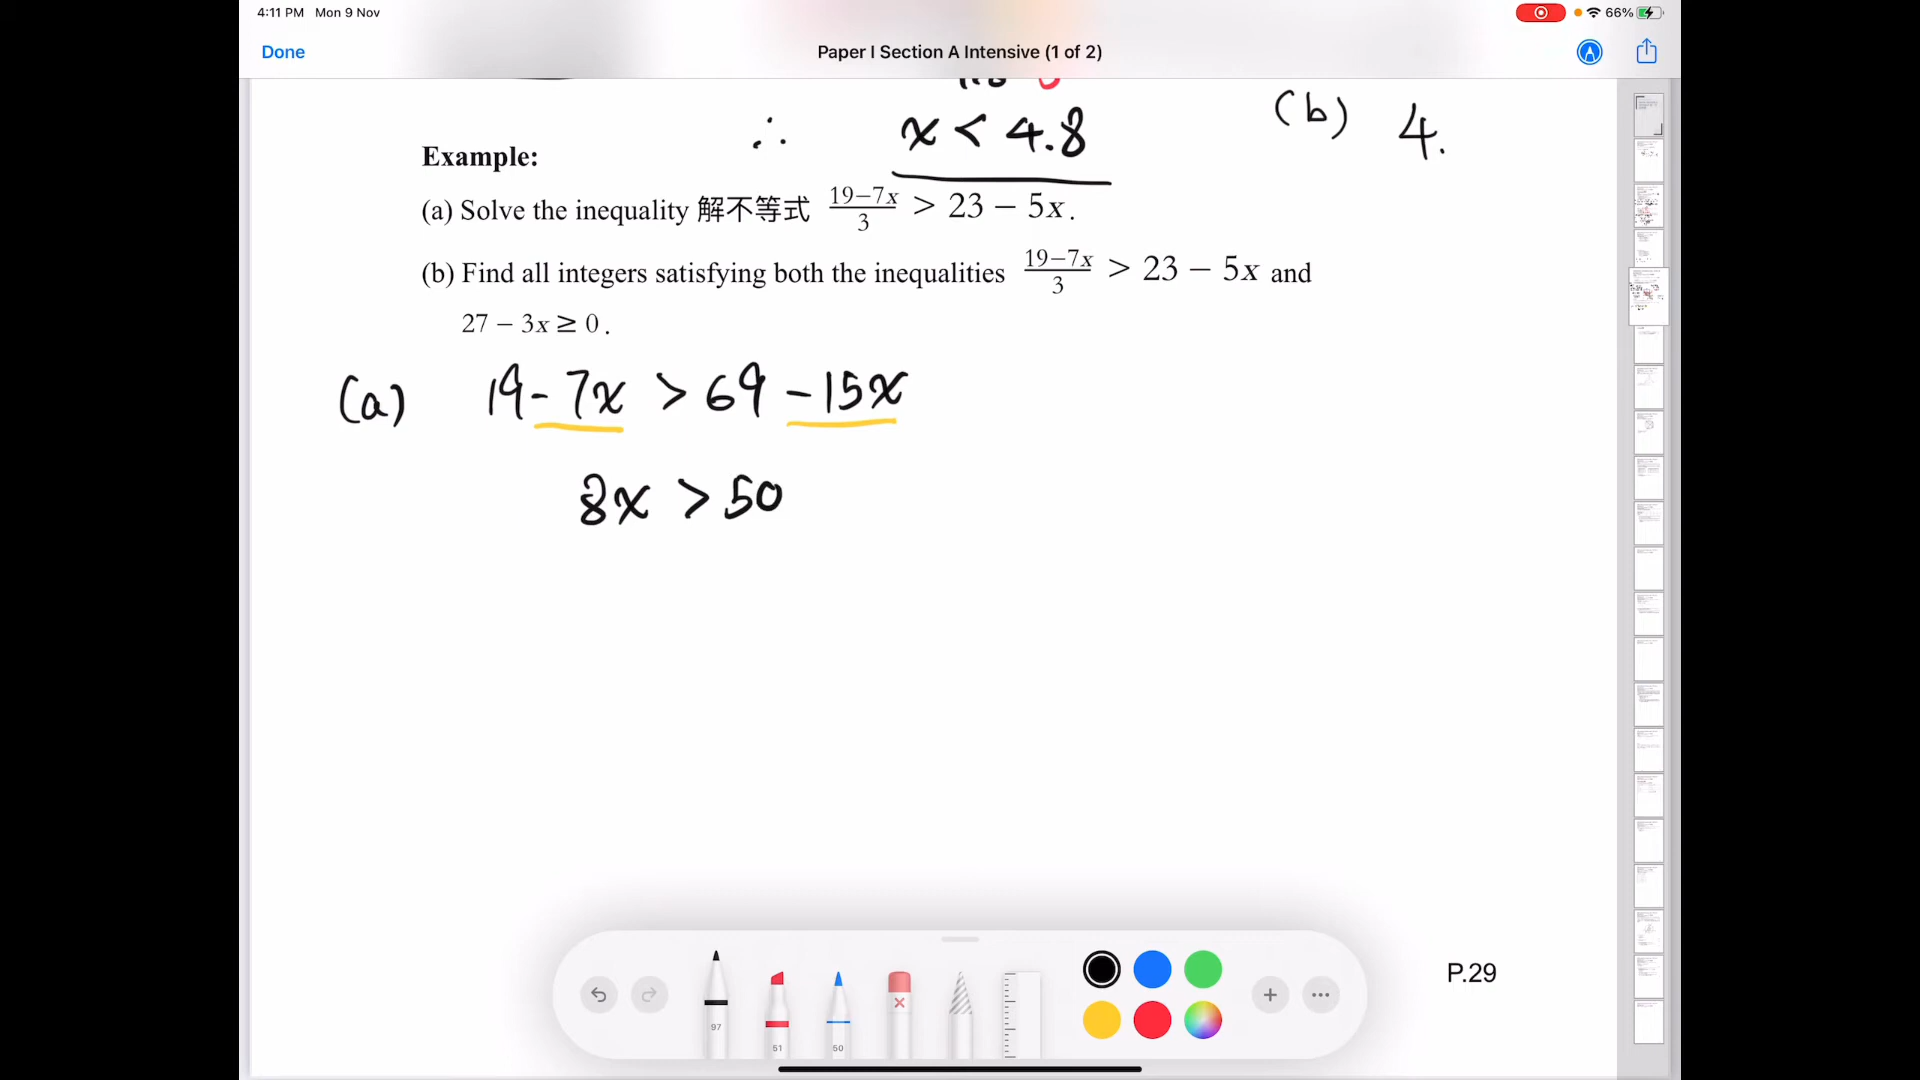 4:11 PM Mon 9 Nov
66%
Done
Paper I Section A Intensive (1 of 2)
∴ x < 4.8
(b) 4.
Example:
(a) Solve the inequality 解不等式 \frac{19−7x}{3} > 23 − 5x.
(b) Find all integers satisfying both the inequalities \frac{19−7x}{3} > 23 − 5x and
27 − 3x ≥ 0.
(a) 19 − 7x > 69 − 15x
8x > 50
97
51
50
P.29